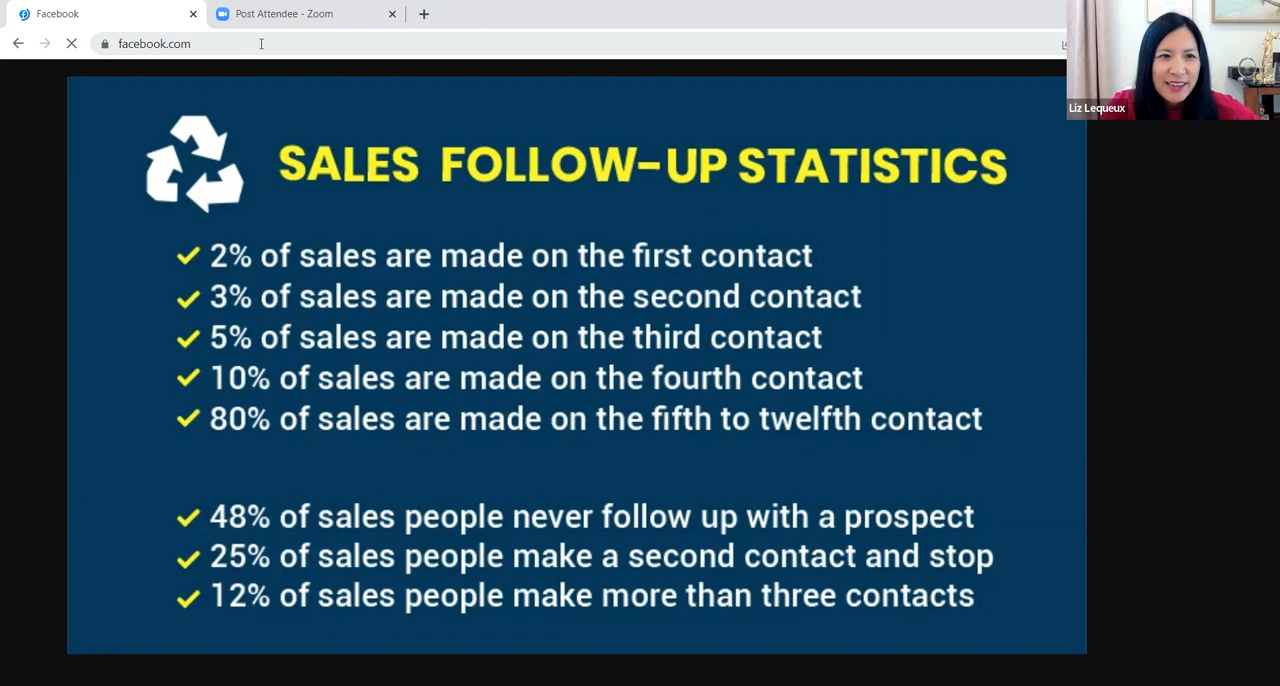 Facebook
Post Attendee - Zoom
facebook.com
Liz Lequeux
SALES FOLLOW-UP STATISTICS
2% of sales are made on the first contact
3% of sales are made on the second contact
5% of sales are made on the third contact
10% of sales are made on the fourth contact
80% of sales are made on the fifth to twelfth contact
48% of sales people never follow up with a prospect
25% of sales people make a second contact and stop
12% of sales people make more than three contacts